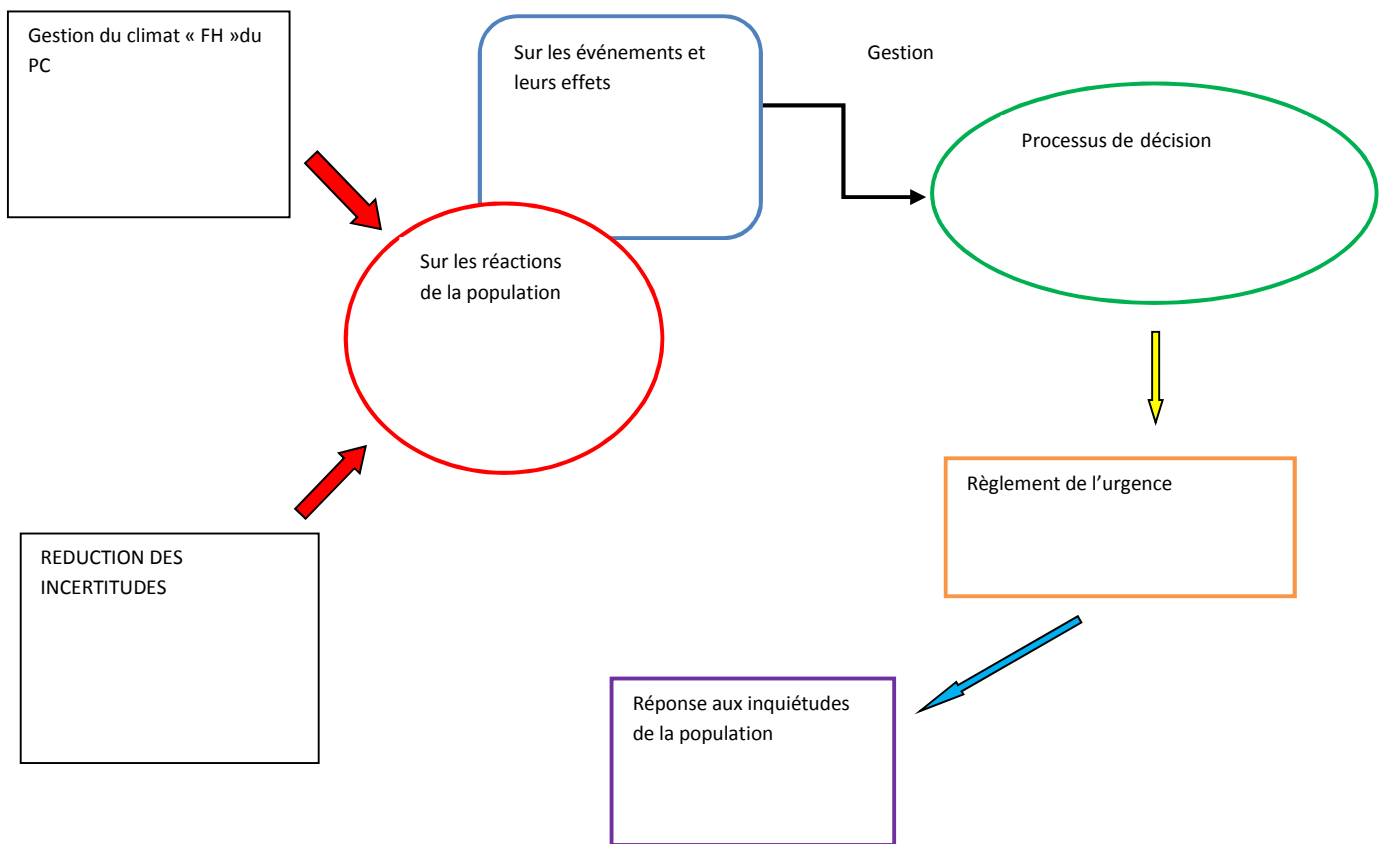 Gestion du climat « FH »du
PC
Sur les événements et
leurs effets
Gestion
Processus de décision
Sur les réactions
de la population
Règlement de l’urgence
REDUCTION DES
INCERTITUDES
Réponse aux inquiétudes
de la population